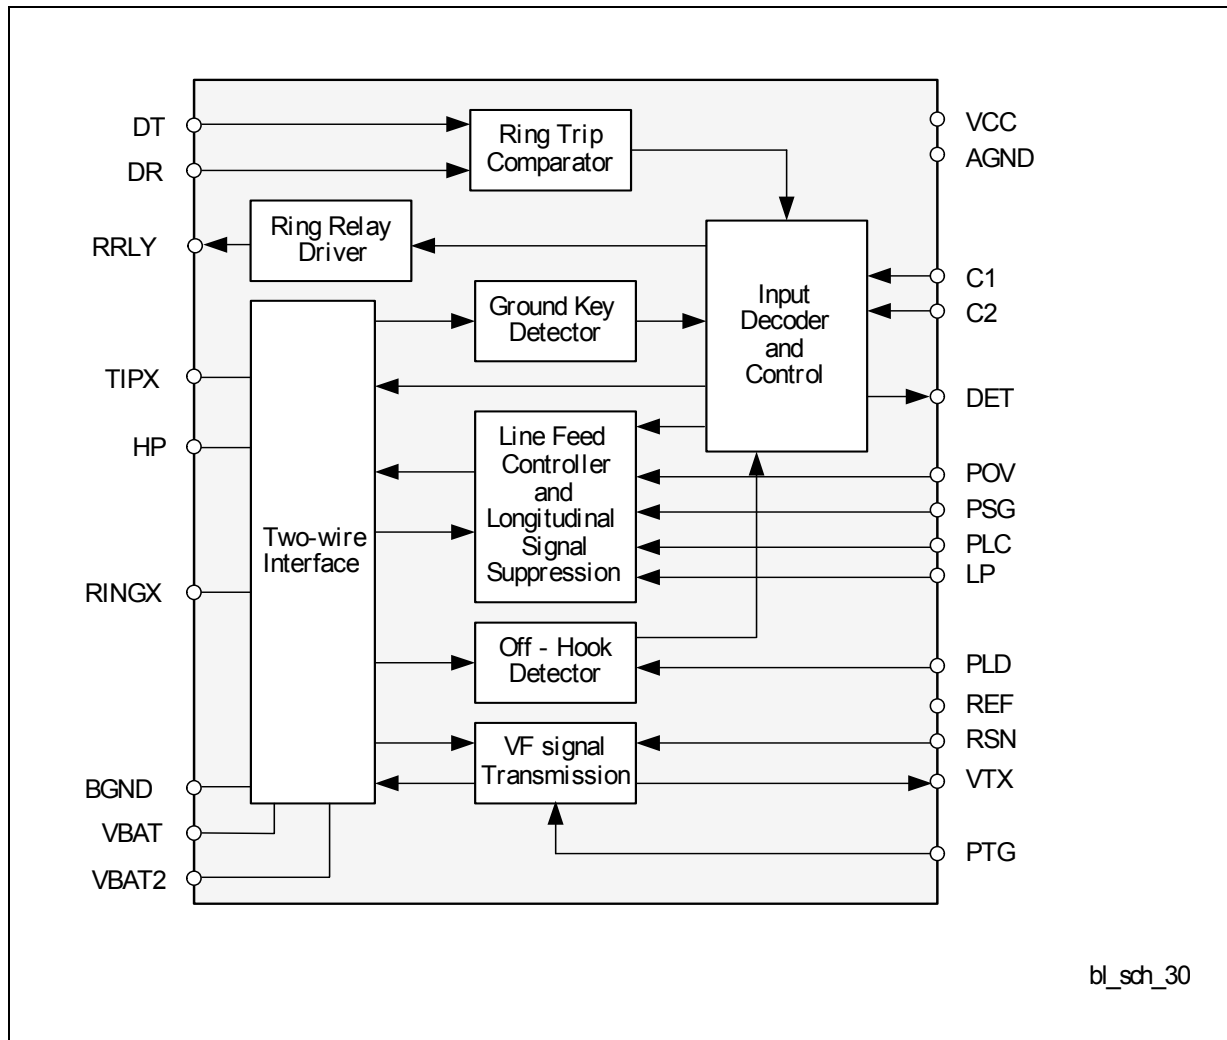 DT
DR
RRLY
TIPX
HP
RINGX
BGND
VBAT
VBAT2
Ring Trip
Comparator
Ring Relay
Driver
Ground Key
Detector
Two-wire
Interface
Line Feed
Controller
and
Longitudinal
Signal
Suppression
Off - Hook
Detector
VF signal
Transmission
Input
Decoder
and
Control
VCC
AGND
C1
C2
DET
POV
PSG
PLC
LP
PLD
REF
RSN
VTX
PTG
bl_sch_30